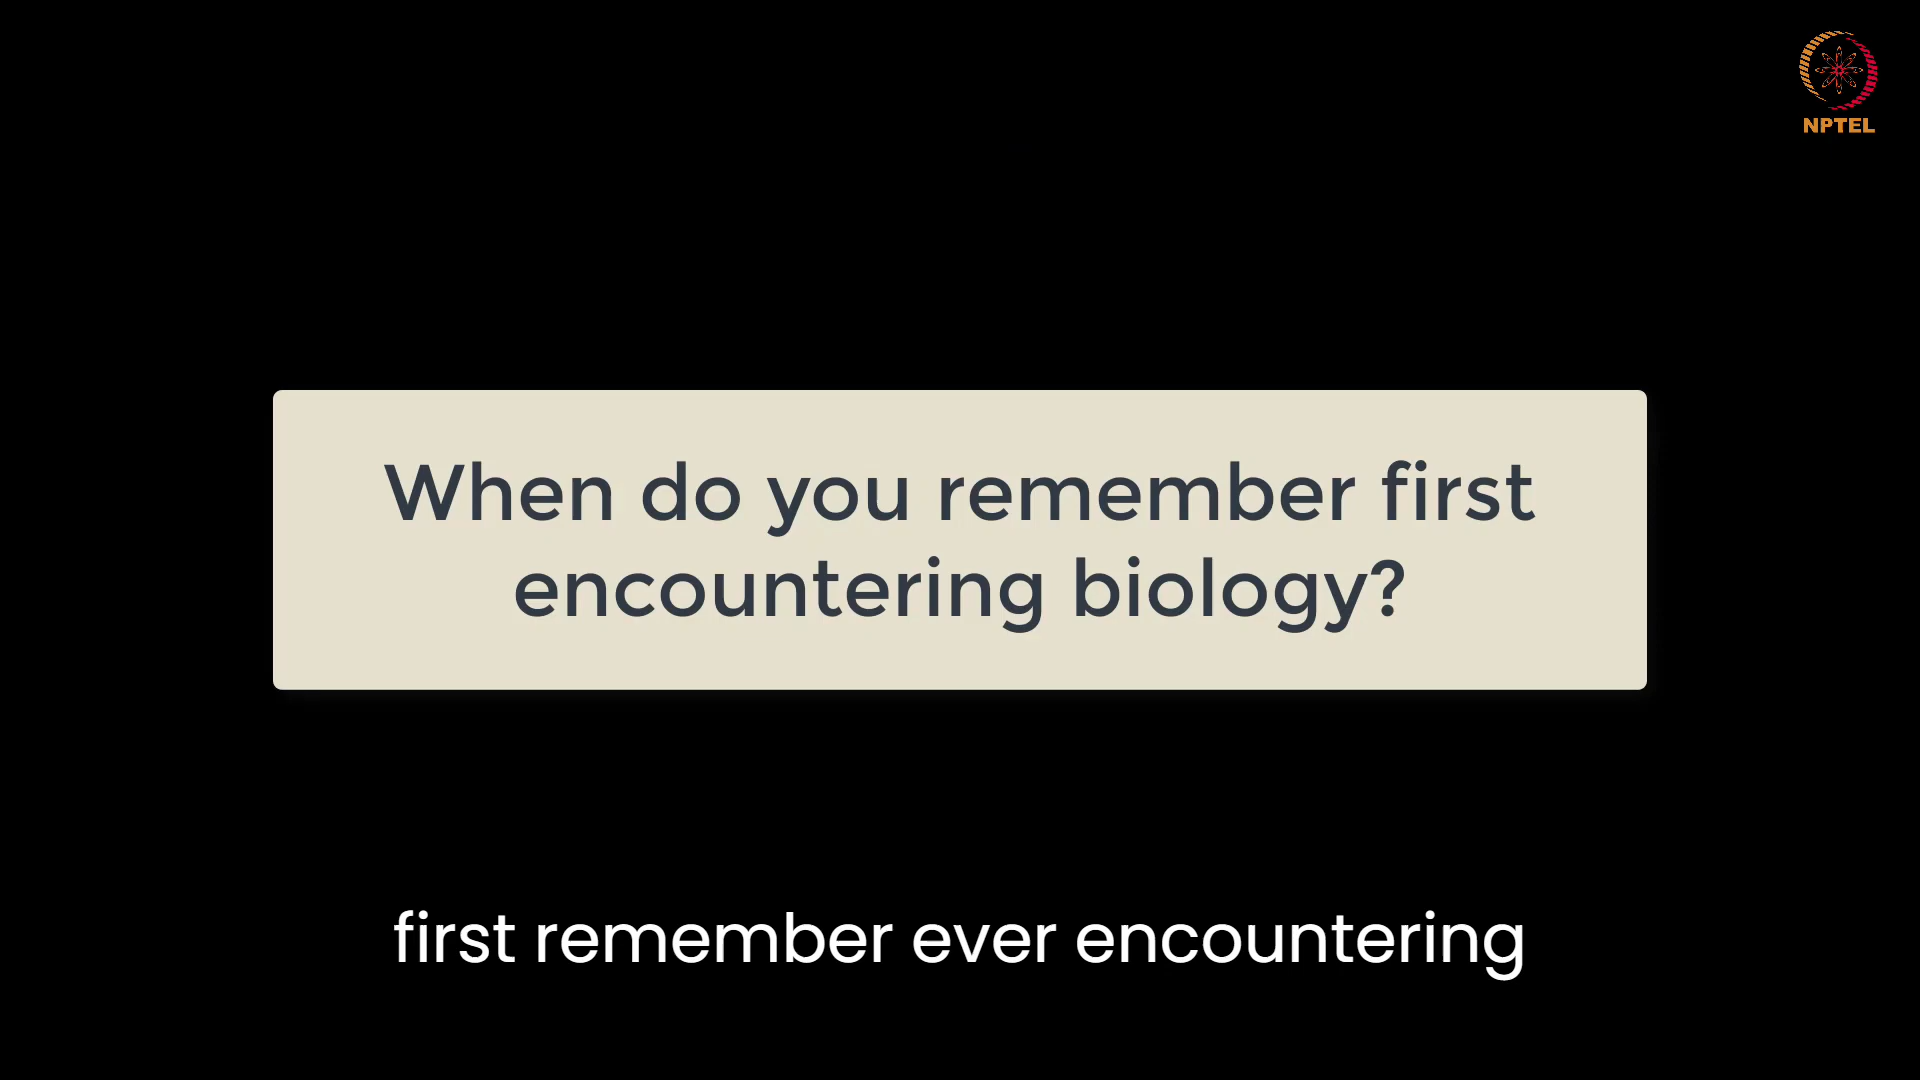 NPTEL
When do you remember first
encountering biology?
first remember ever encountering